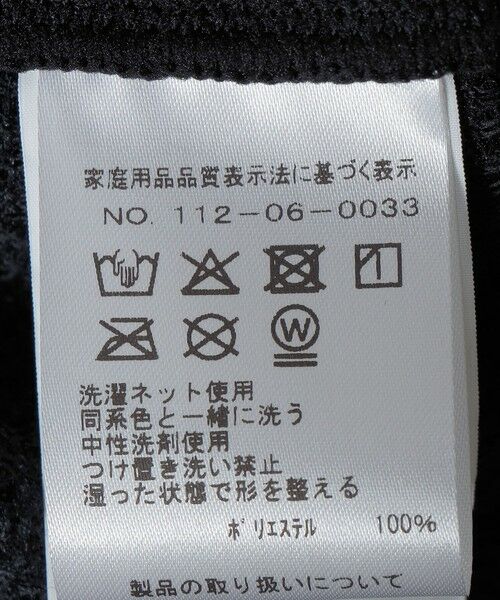 家庭用品品質表示法に基づく表示
NO. 112-06-0033
W
洗濯ネット使用
同系色と一緒に洗う
中性洗剤使用
つけ置き洗い禁止
湿った状態で形を整える
ポリエステル 100%
製品の取り扱いについて